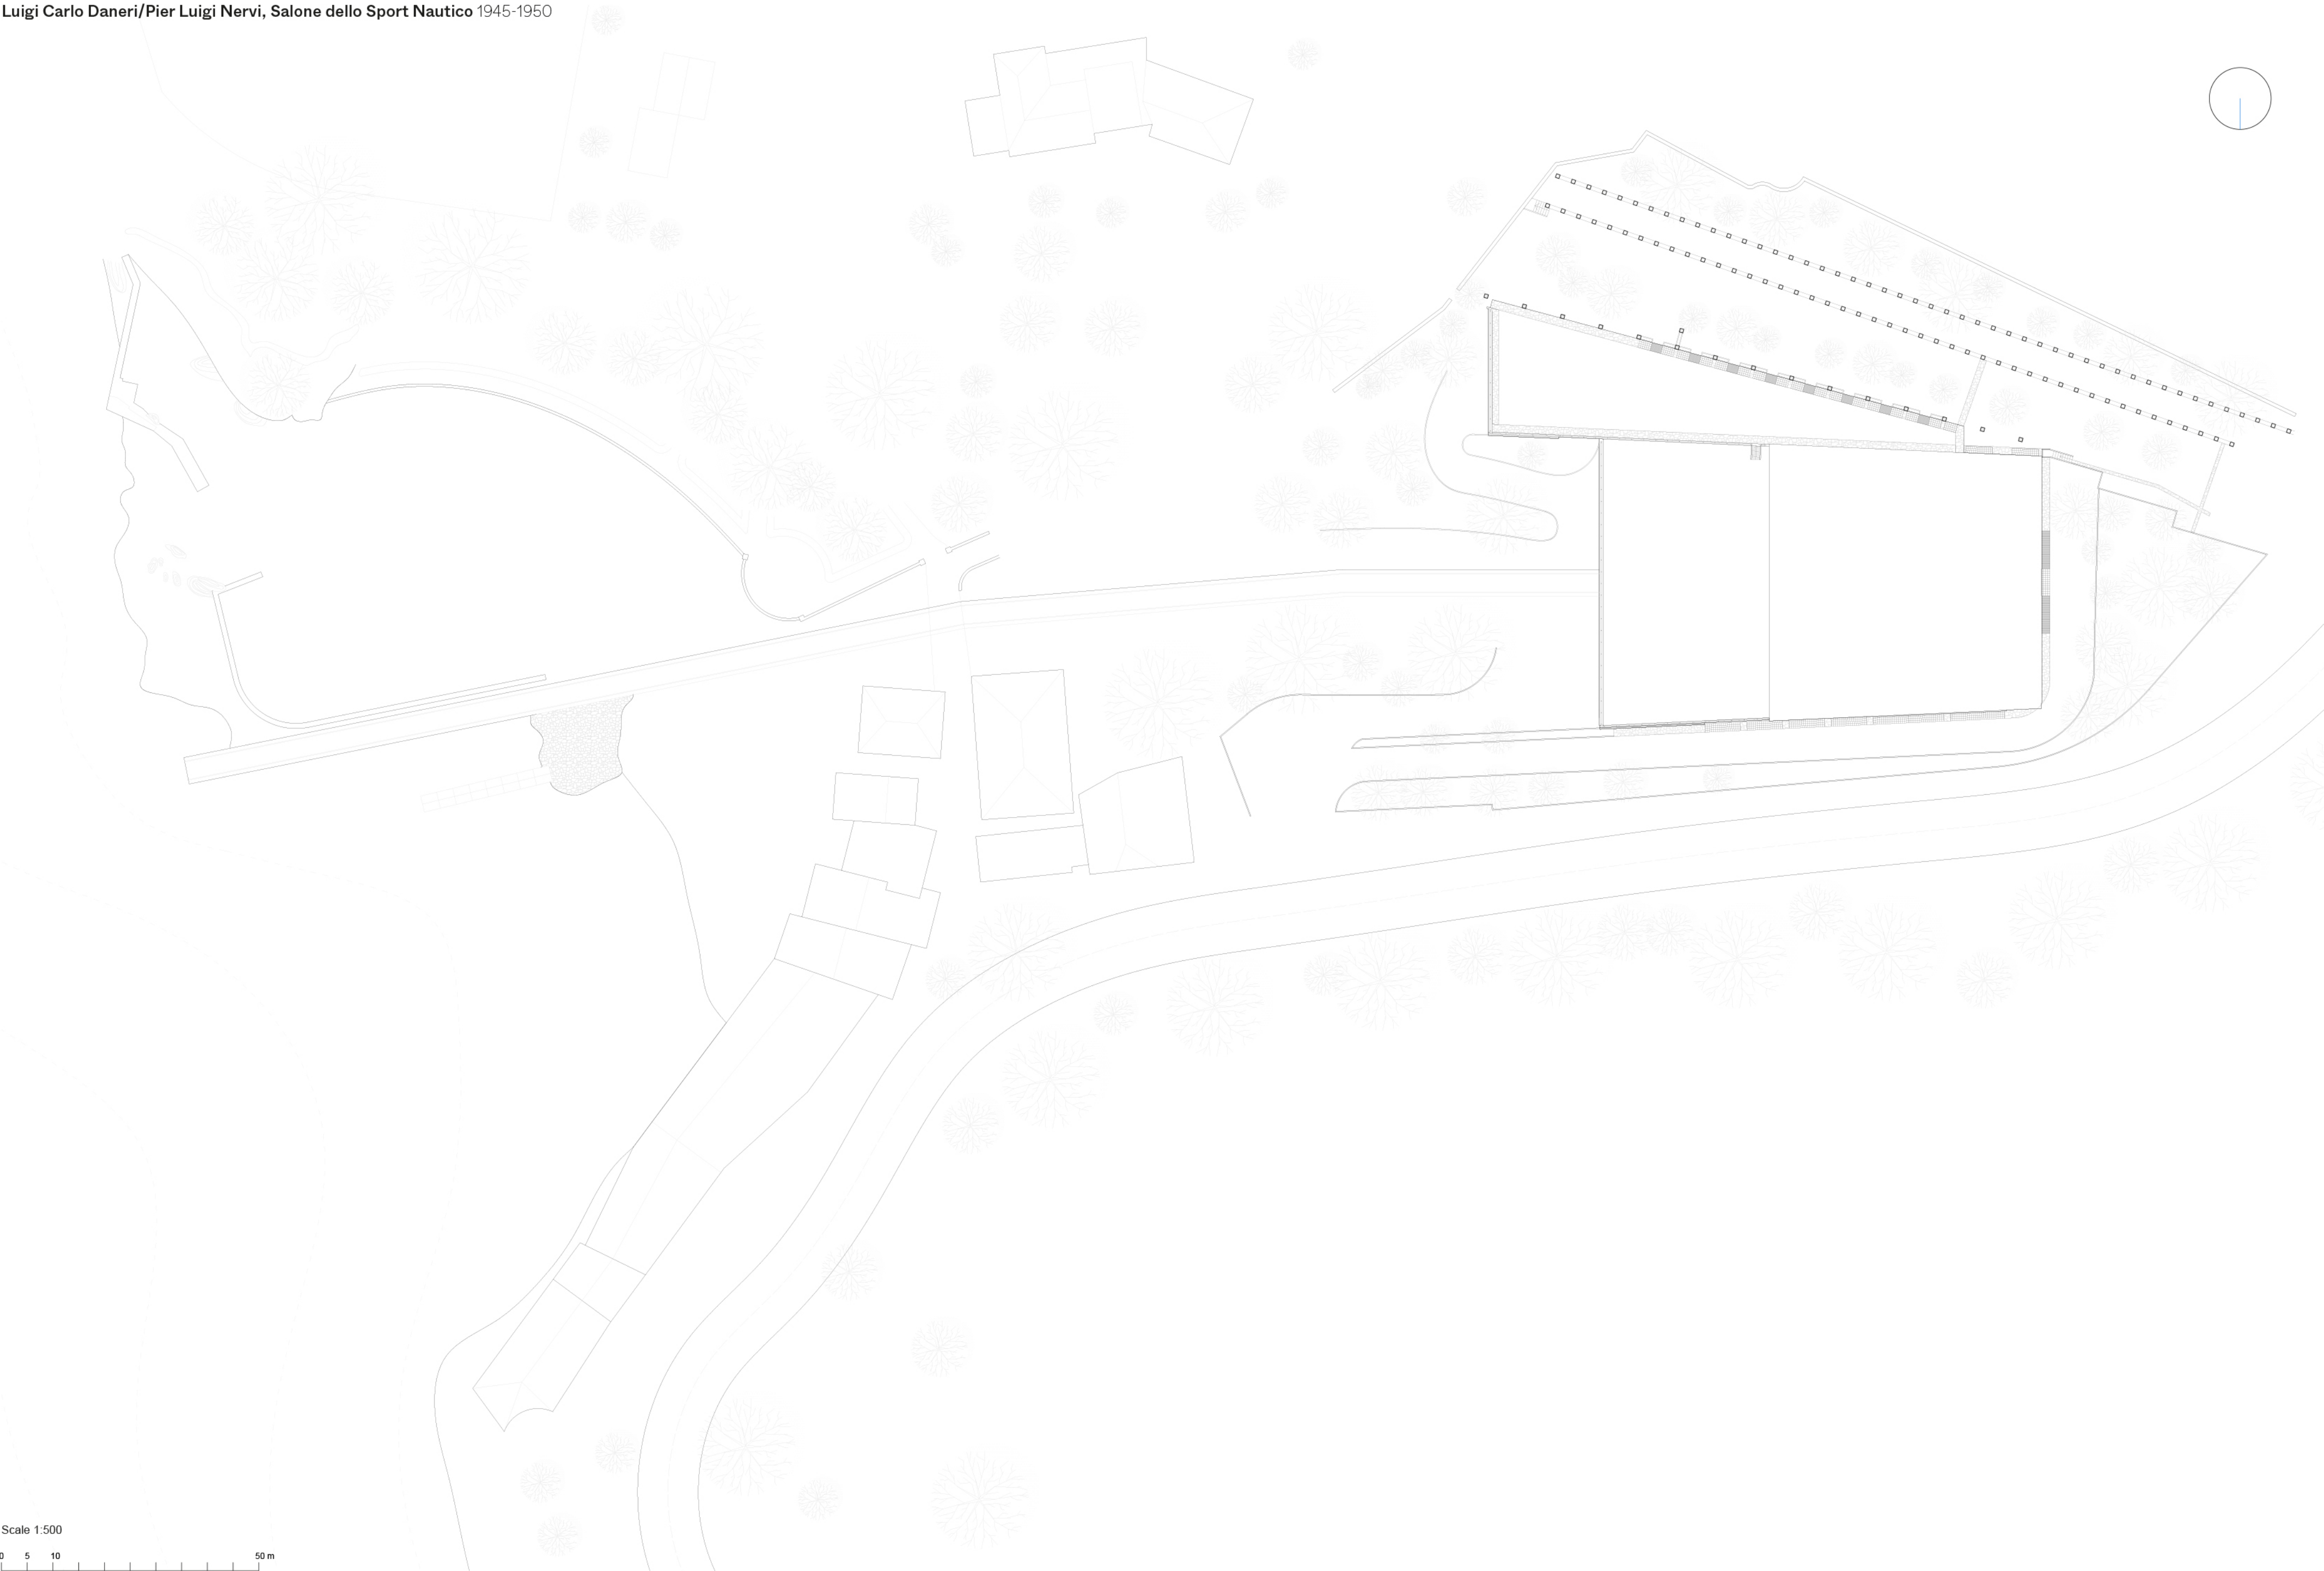 Luigi Carlo Daneri/Pier Luigi Nervi, Salone dello Sport Nautico 1945-1950
Scale 1:500
0 5 10 50 m